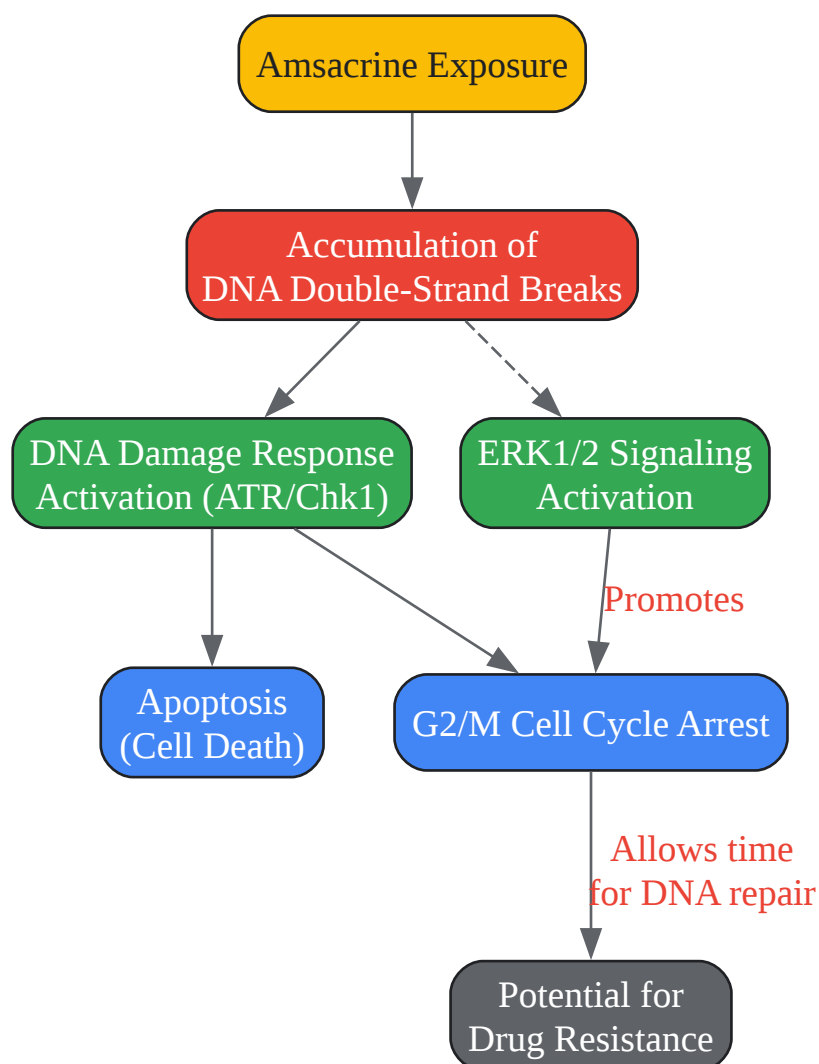 Amsacrine Exposure
Accumulation of
DNA Double-Strand Breaks
DNA Damage Response
Activation (ATR/Chk1)
ERK1/2 Signaling
Activation
Promotes
Apoptosis
(Cell Death)
G2/M Cell Cycle Arrest
Allows time
for DNA repair
Potential for
Drug Resistance